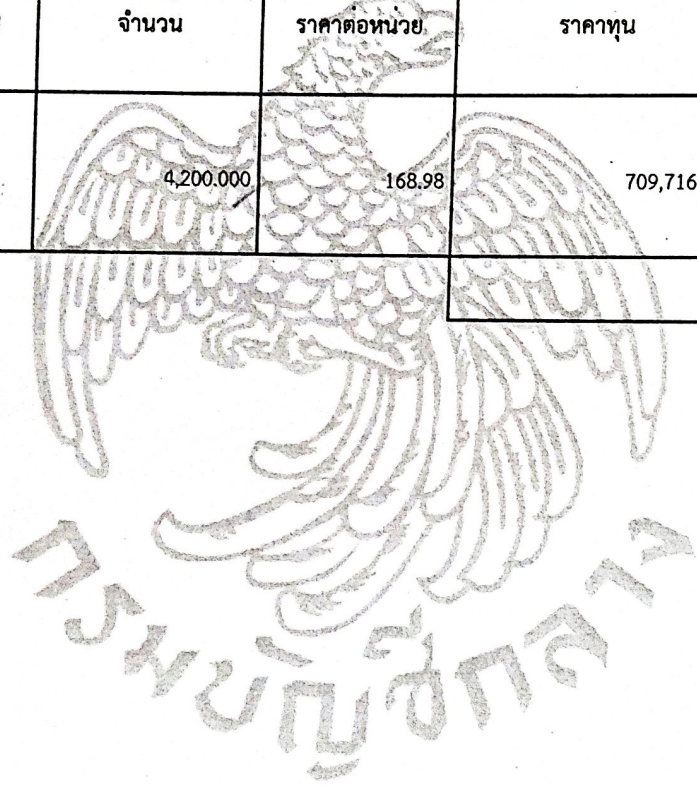 จำนวน ราคาต่อหน่วย ราคาทุน
4,200.000 168.98 709,716
กรมบัญชีกลาง